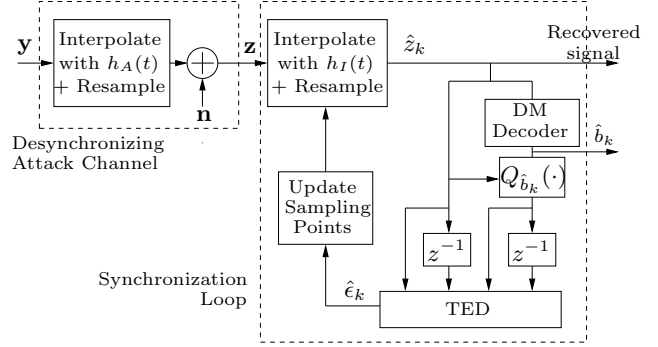 y
Interpolate
with h_A(t)
+ Resample
n
z
Desynchronizing
Attack Channel
Interpolate
with h_I(t)
+ Resample
ẑ_k
Recovered
signal
DM
Decoder
b̂_k
Q_{b̂_k}(·)
Update
Sampling
Points
z⁻¹
z⁻¹
Synchronization
Loop
ϵ̂_k
TED